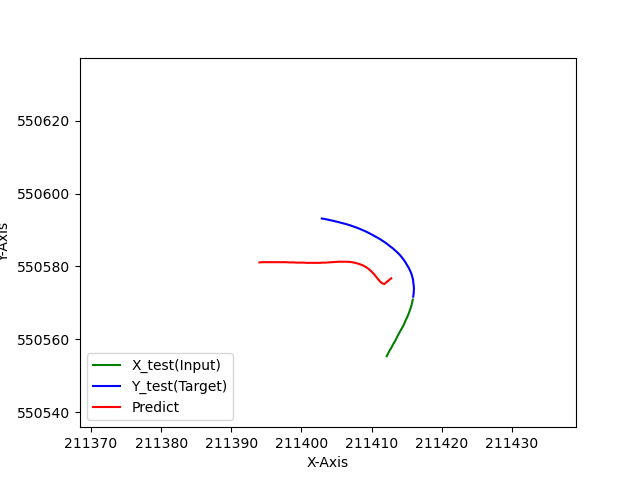 550620
550600
550580
550560
550540
Y-Axis
X_test(Input)
Y_test(Target)
Predict
211370 211380 211390 211400 211410 211420 211430
X-Axis